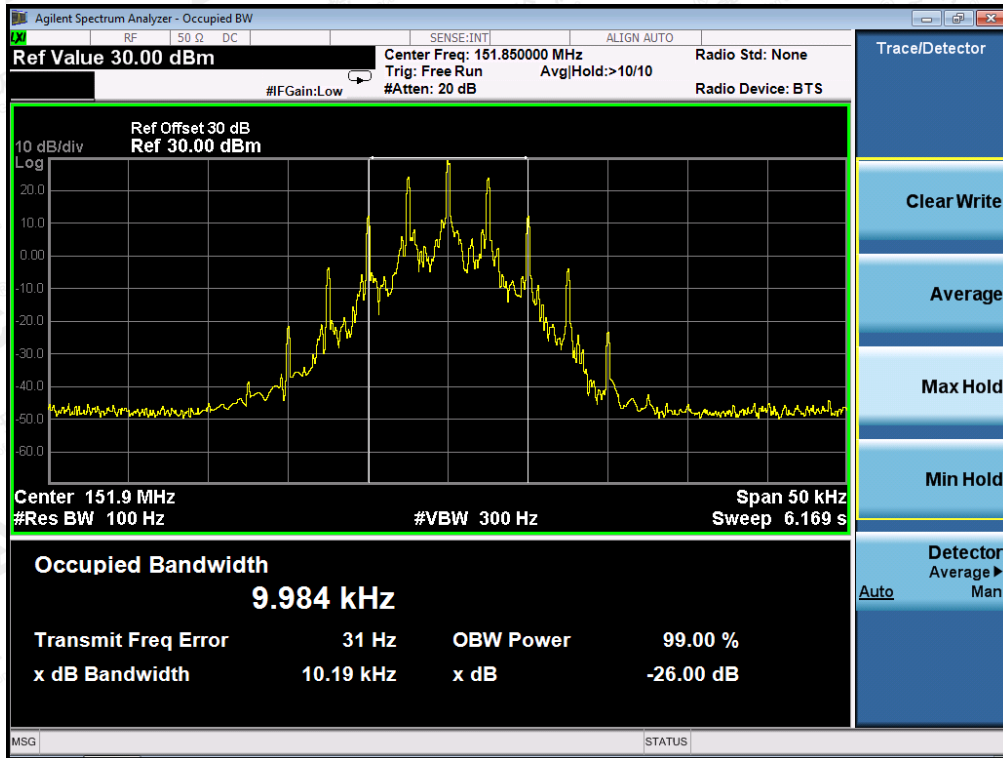 Agilent Spectrum Analyzer - Occupied BW
LXI RF 50 Ω DC SENSE:INT ALIGN AUTO
Ref Value 30.00 dBm
Center Freq: 151.850000 MHz Radio Std: None
Trig: Free Run Avg|Hold:>10/10
#IFGain:Low #Atten: 20 dB Radio Device: BTS
Ref Offset 30 dB
10 dB/div Ref 30.00 dBm
Log
20.0
10.0
0.00
-10.0
-20.0
-30.0
-40.0
-50.0
-60.0
Center 151.9 MHz Span 50 kHz
#Res BW 100 Hz #VBW 300 Hz Sweep 6.169 s
Occupied Bandwidth
9.984 kHz
Transmit Freq Error 31 Hz OBW Power 99.00 %
x dB Bandwidth 10.19 kHz x dB -26.00 dB
MSG STATUS
Trace/Detector
Clear Write
Average
Max Hold
Min Hold
Detector
Average▶
Auto Man